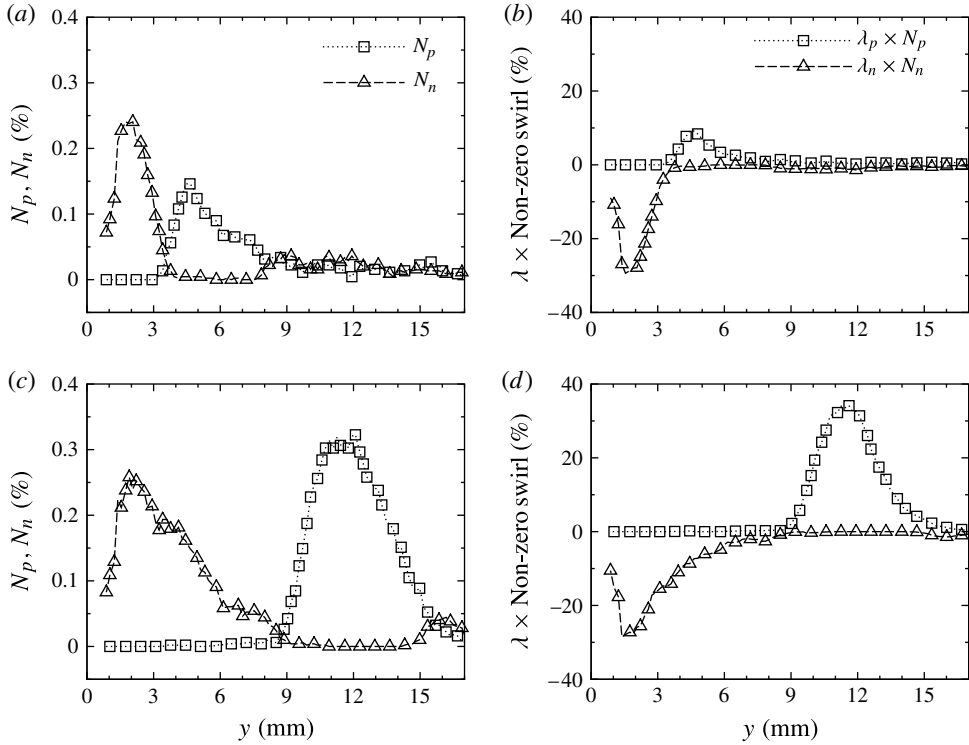 (a)
0.4
0.3
0.2
0.1
0
N_p, N_n (%)
N_p
N_n
0 3 6 9 12 15
(b)
40
20
0
−20
−40
λ × Non-zero swirl (%)
λ_p × N_p
λ_n × N_n
0 3 6 9 12 15
(c)
0.4
0.3
0.2
0.1
0
N_p, N_n (%)
0 3 6 9 12 15
y (mm)
(d)
40
20
0
−20
−40
λ × Non-zero swirl (%)
0 3 6 9 12 15
y (mm)